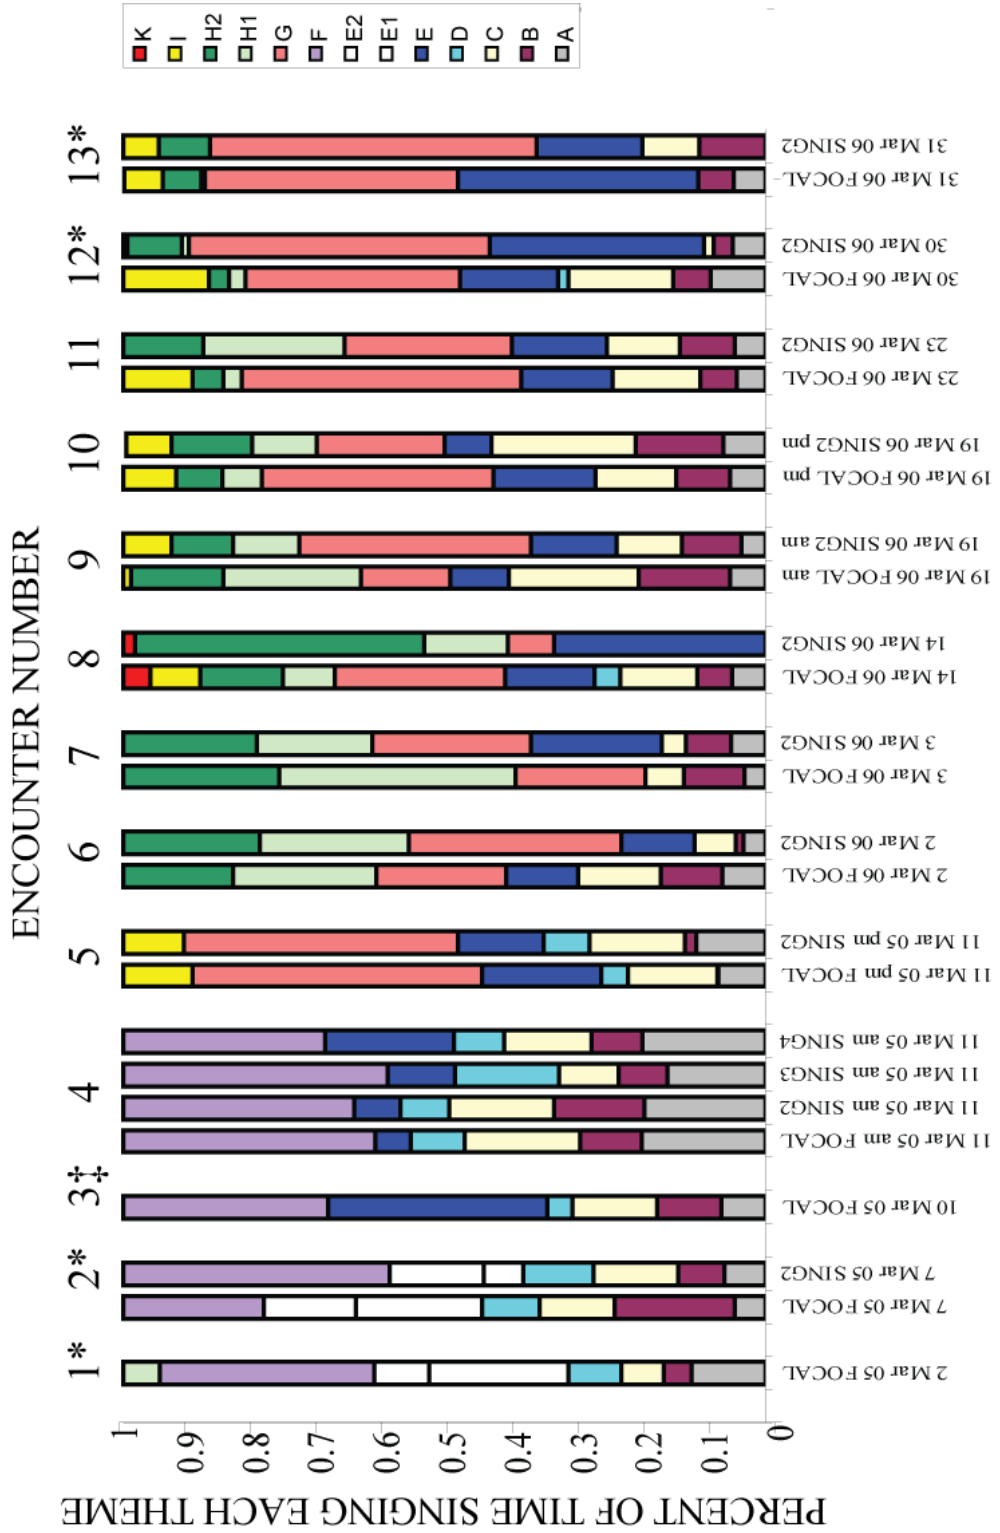 ENCOUNTER NUMBER
1*
2*
3‡
4
5
6
7
8
9
10
11
12*
13*
PERCENT OF TIME SINGING EACH THEME
1
0.9
0.8
0.7
0.6
0.5
0.4
0.3
0.2
0.1
0
2 Mar 05 FOCAL
7 Mar 05 FOCAL
7 Mar 05 SING2
10 Mar 05 FOCAL
11 Mar 05 am FOCAL
11 Mar 05 am SING2
11 Mar 05 am SING3
11 Mar 05 am SING4
11 Mar 05 pm FOCAL
11 Mar 05 pm SING2
2 Mar 06 FOCAL
2 Mar 06 SING2
3 Mar 06 FOCAL
3 Mar 06 SING2
14 Mar 06 FOCAL
14 Mar 06 SING2
19 Mar 06 FOCAL am
19 Mar 06 SING2 am
19 Mar 06 FOCAL pm
19 Mar 06 SING2 pm
23 Mar 06 FOCAL
23 Mar 06 SING2
30 Mar 06 FOCAL
30 Mar 06 SING2
31 Mar 06 FOCAL
31 Mar 06 SING2
K
I
H2
H1
G
F
E2
E1
E
D
C
B
A